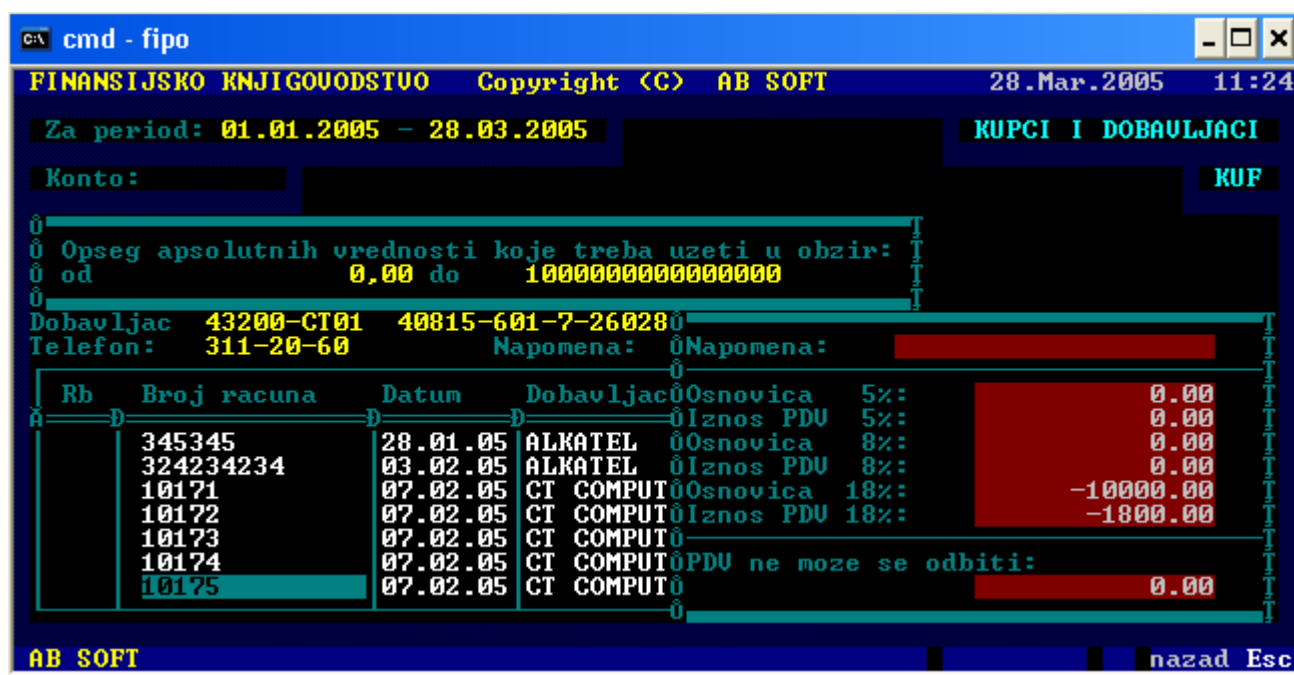 cmd - fipo
FINANSIJSKO KNJIGOVODSTVO Copyright (C) AB SOFT 28.Mar.2005 11:24
Za period: 01.01.2005 - 28.03.2005 KUPCI I DOBAVLJACI
Konto: KUF
Opseg apsolutnih vrednosti koje treba uzeti u obzir:
od 0,00 do 1000000000000000
Dobavljac 43200-CT01 40815-601-7-26028
Telefon: 311-20-60 Napomena: Napomena:
Rb Broj racuna Datum Dobavljac Osnovica 5%: 0.00
Iznos PDV 5%: 0.00
345345 28.01.05 ALKATEL Osnovica 8%: 0.00
324234234 03.02.05 ALKATEL Iznos PDV 8%: 0.00
10171 07.02.05 CT COMPUT Osnovica 18%: -10000.00
10172 07.02.05 CT COMPUT Iznos PDV 18%: -1800.00
10173 07.02.05 CT COMPUT
10174 07.02.05 CT COMPUT PDV ne moze se odbiti:
10175 07.02.05 CT COMPUT 0.00
AB SOFT nazad Esc